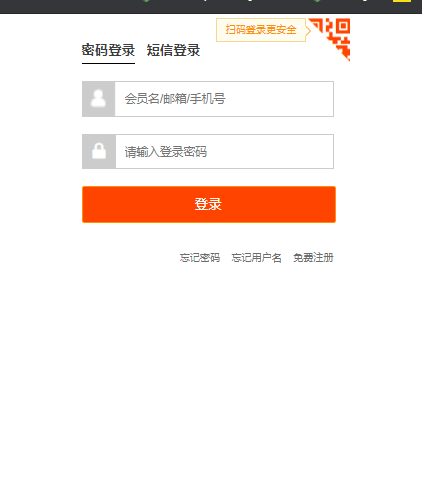 扫码登录更安全
密码登录 短信登录
会员名/邮箱/手机号
请输入登录密码
登录
忘记密码 忘记用户名 免费注册